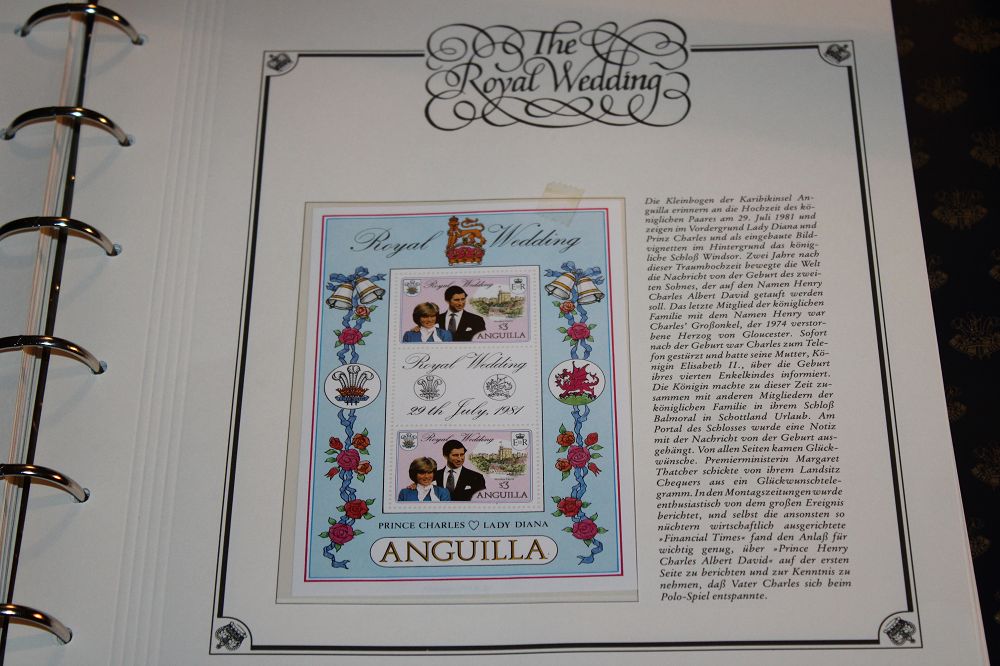 The
Royal Wedding
Royal Wedding
Royal Wedding
$3
ANGUILLA
Royal Wedding
29th July, 1981
Royal Wedding
E R
$3
ANGUILLA
PRINCE CHARLES ♡ LADY DIANA
ANGUILLA
Die Kleinbogen der Karibikinsel An-
guilla erinnern an die Hochzeit des kö-
niglichen Paares am 29. Juli 1981 und
zeigen im Vordergrund Lady Diana und
Prinz Charles und als eingebaute Bild-
vignetten im Hintergrund das könig-
liche Schloß Windsor. Zwei Jahre nach
dieser Traumhochzeit bewegte die Welt
die Nachricht von der Geburt des zwei-
ten Sohnes, der auf den Namen Henry
Charles Albert David getauft werden
soll. Das letzte Mitglied der königlichen
Familie mit dem Namen Henry war
Charles' Großonkel, der 1974 verstor-
bene Herzog von Gloucester. Sofort
nach der Geburt war Charles zum Tele-
fon gestürzt und hatte seine Mutter, Kö-
nigin Elisabeth II., über die Geburt
ihres vierten Enkelkindes informiert.
Die Königin machte zu dieser Zeit zu-
sammen mit anderen Mitgliedern der
königlichen Familie in ihrem Schloß
Balmoral in Schottland Urlaub. Am
Portal des Schlosses wurde eine Notiz
mit der Nachricht von der Geburt aus-
gehängt. Von allen Seiten kamen Glück-
wünsche. Premierministerin Margaret
Thatcher schickte von ihrem Landsitz
Chequers aus ein Glückwunschtele-
gramm. In den Montagszeitungen wurde
enthusiastisch von dem großen Ereignis
berichtet, und selbst die ansonsten so
nüchtern wirtschaftlich ausgerichtete
»Financial Times« fand den Anlaß für
wichtig genug, über »Prince Henry
Charles Albert David« auf der ersten
Seite zu berichten und zur Kenntnis zu
nehmen, daß Vater Charles sich beim
Polo-Spiel entspannte.